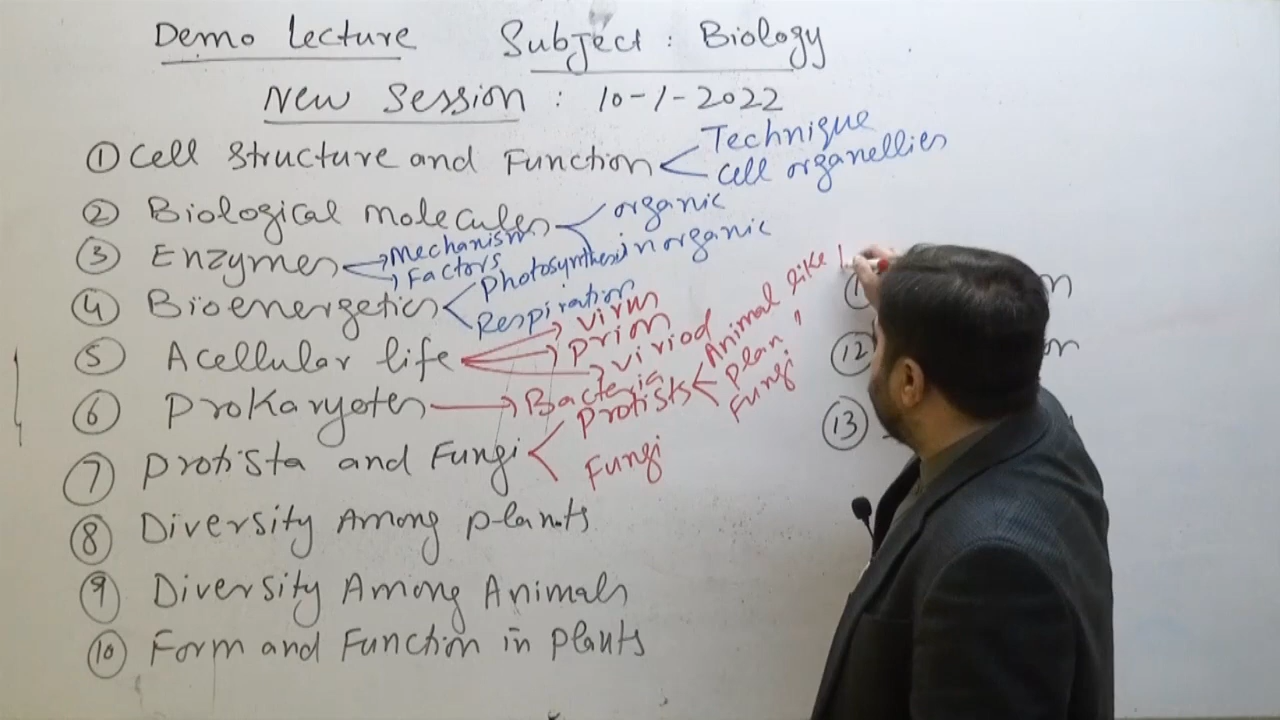 Demo Lecture Subject : Biology
New Session : 10-1-2022
① Cell Structure and Function
Technique
Cell organellies
② Biological molecules
organic
inorganic
③ Enzymes
Mechanism
Factors
④ Bioenergetics
Photosynthesis
Respiration
⑤ Acellular life
Virus
Prion
Viriod
⑥ Prokaryotes
Bacteria
⑦ Protista and Fungi
Protists
Animal like
Plan "
Fungi
Fungi
⑧ Diversity Among plants
⑨ Diversity Among Animals
⑩ Form and Function in plants
⑫
⑬